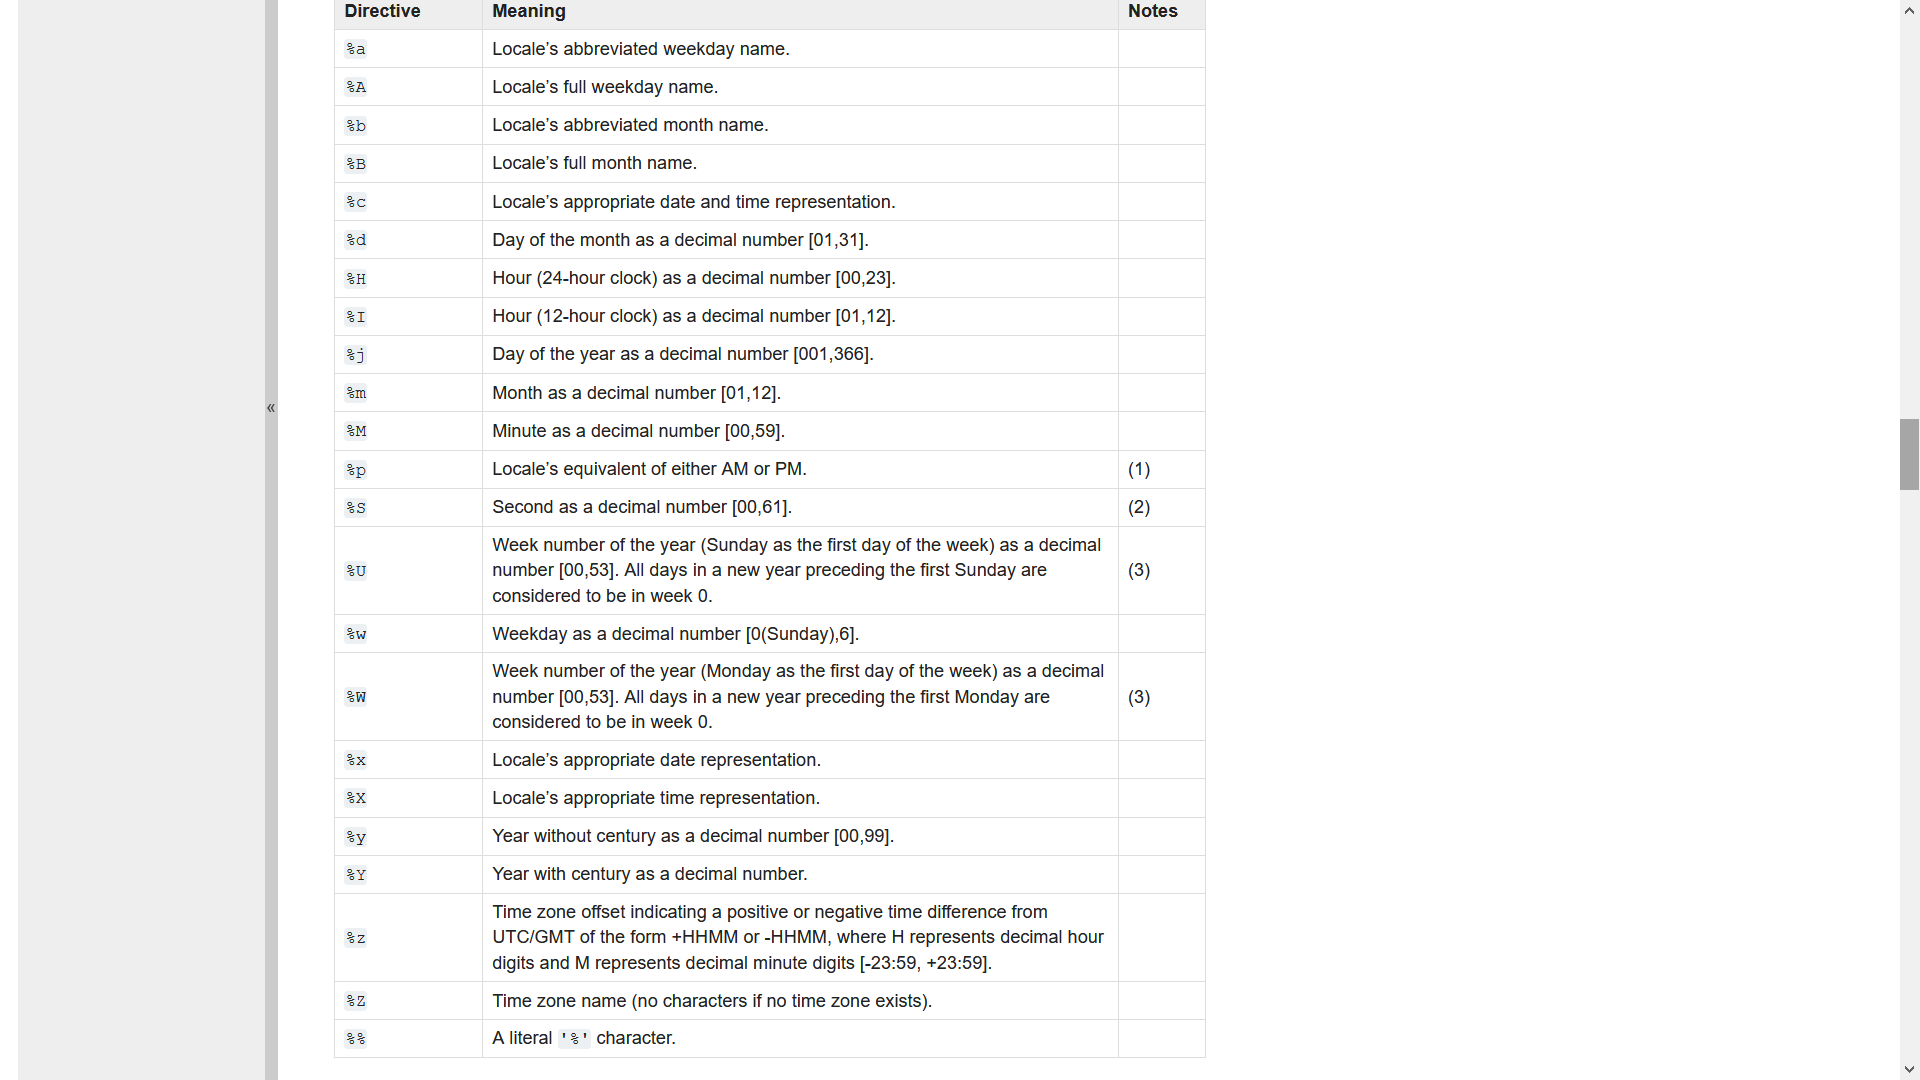 Directive Meaning Notes
%a Locale’s abbreviated weekday name.
%A Locale’s full weekday name.
%b Locale’s abbreviated month name.
%B Locale’s full month name.
%c Locale’s appropriate date and time representation.
%d Day of the month as a decimal number [01,31].
%H Hour (24-hour clock) as a decimal number [00,23].
%I Hour (12-hour clock) as a decimal number [01,12].
%j Day of the year as a decimal number [001,366].
«
%m Month as a decimal number [01,12].
%M Minute as a decimal number [00,59].
%p Locale’s equivalent of either AM or PM. (1)
%S Second as a decimal number [00,61]. (2)
%U Week number of the year (Sunday as the first day of the week) as a decimal
number [00,53]. All days in a new year preceding the first Sunday are (3)
considered to be in week 0.
%w Weekday as a decimal number [0(Sunday),6].
%W Week number of the year (Monday as the first day of the week) as a decimal
number [00,53]. All days in a new year preceding the first Monday are (3)
considered to be in week 0.
%x Locale’s appropriate date representation.
%X Locale’s appropriate time representation.
%y Year without century as a decimal number [00,99].
%Y Year with century as a decimal number.
%z Time zone offset indicating a positive or negative time difference from
UTC/GMT of the form +HHMM or -HHMM, where H represents decimal hour
digits and M represents decimal minute digits [-23:59, +23:59].
%Z Time zone name (no characters if no time zone exists).
%% A literal '%' character.